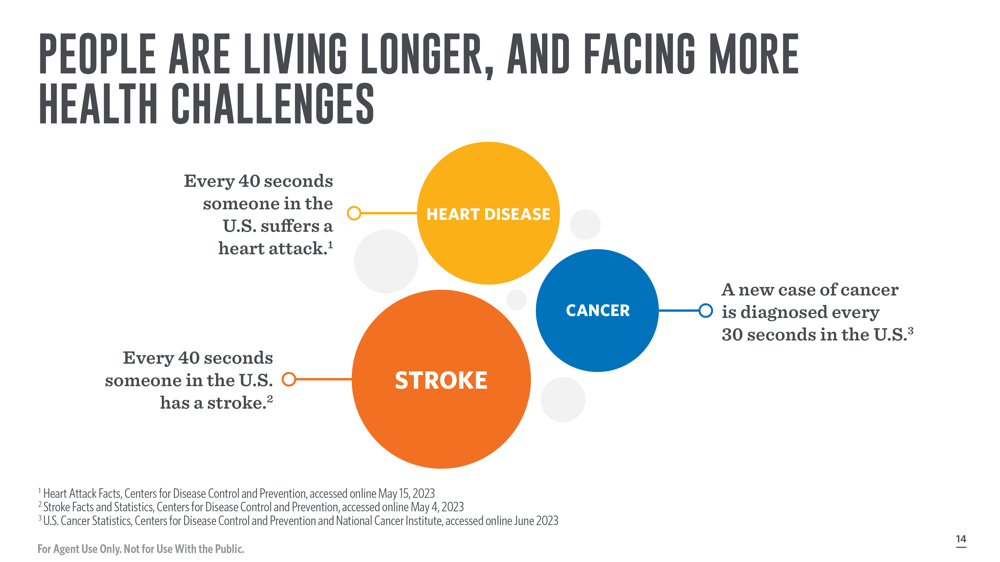 PEOPLE ARE LIVING LONGER, AND FACING MORE
HEALTH CHALLENGES
Every 40 seconds
someone in the
U.S. suffers a
heart attack.¹
HEART DISEASE
CANCER
A new case of cancer
is diagnosed every
30 seconds in the U.S.³
Every 40 seconds
someone in the U.S.
has a stroke.²
STROKE
¹ Heart Attack Facts, Centers for Disease Control and Prevention, accessed online May 15, 2023
² Stroke Facts and Statistics, Centers for Disease Control and Prevention, accessed online May 4, 2023
³ U.S. Cancer Statistics, Centers for Disease Control and Prevention and National Cancer Institute, accessed online June 2023
For Agent Use Only. Not for Use With the Public.
14